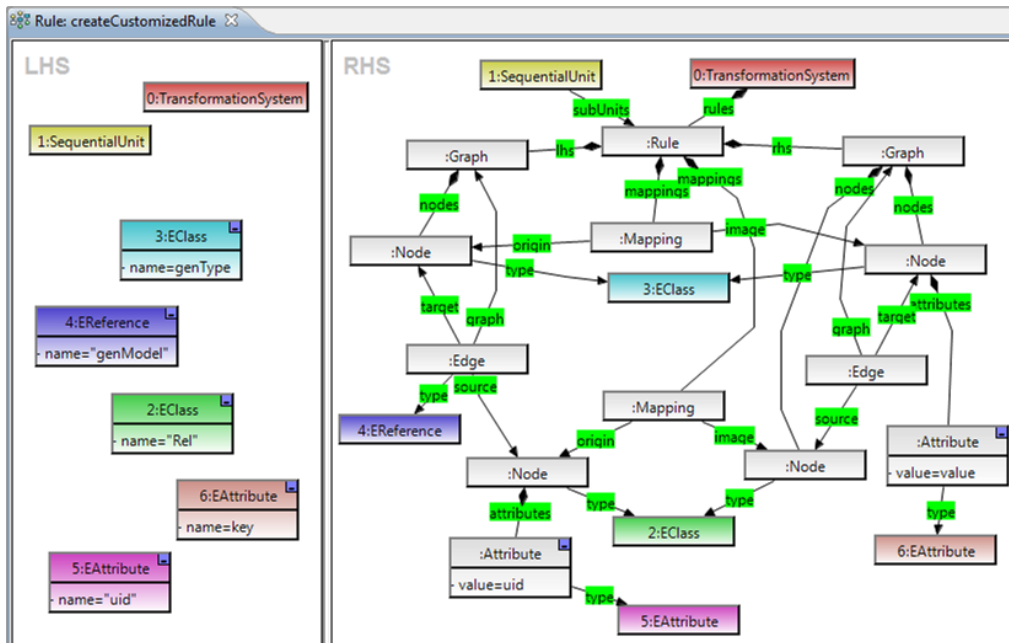 Rule: createCustomizedRule
LHS
0:TransformationSystem
1:SequentialUnit
3:EClass
- name=genType
4:EReference
- name="genModel"
2:EClass
- name="Rel"
6:EAttribute
- name=key
5:EAttribute
- name="uid"
RHS
1:SequentialUnit
0:TransformationSystem
subUnits
rules
:Rule
:Graph
lhs
rhs
:Graph
mappings
mappings
nodes
nodes
nodes
:Node
origin
:Mapping
image
:Node
type
3:EClass
type
attributes
target
graph
graph
target
:Edge
:Edge
type
source
4:EReference
:Mapping
source
origin
image
:Attribute
- value=value
:Node
:Node
attributes
type
type
type
2:EClass
6:EAttribute
:Attribute
- value=uid
type
5:EAttribute